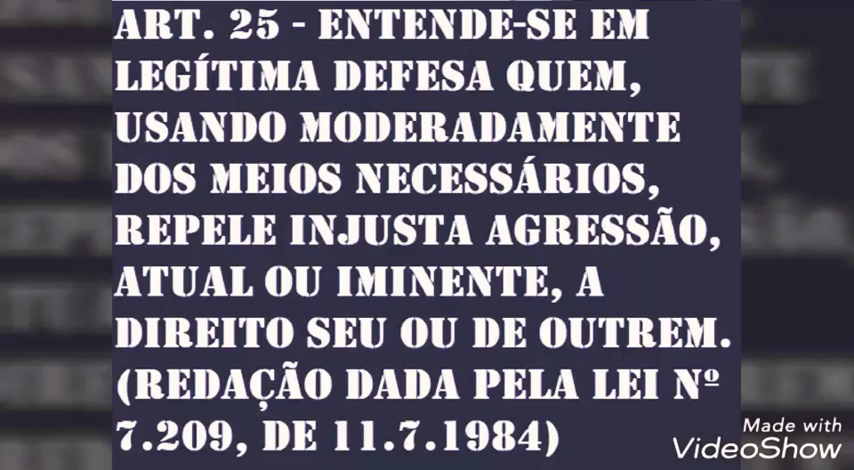 ART. 25 - ENTENDE-SE EM
LEGÍTIMA DEFESA QUEM,
USANDO MODERADAMENTE
DOS MEIOS NECESSÁRIOS,
REPELE INJUSTA AGRESSÃO,
ATUAL OU IMINENTE, A
DIREITO SEU OU DE OUTREM.
(REDAÇÃO DADA PELA LEI Nº
7.209, DE 11.7.1984)
Made with
VideoShow